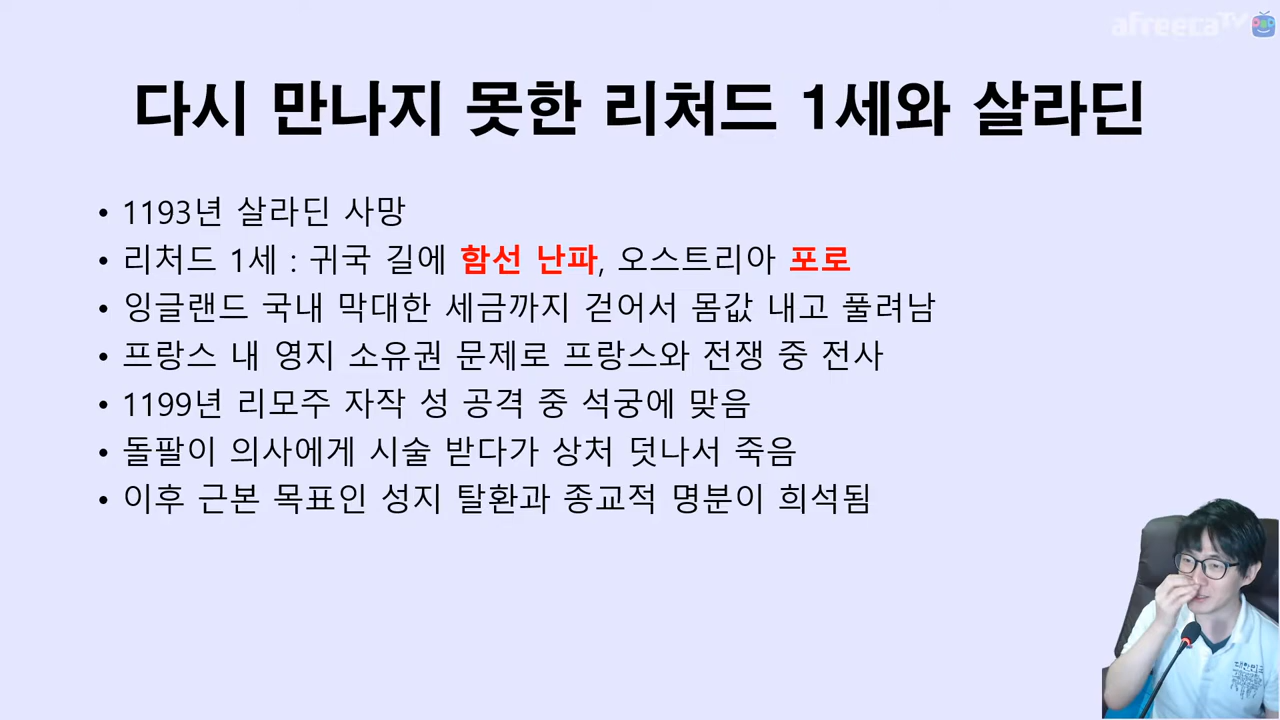 afreecaTV
다시 만나지 못한 리처드 1세와 살라딘
• 1193년 살라딘 사망
• 리처드 1세 : 귀국 길에 함선 난파, 오스트리아 포로
• 잉글랜드 국내 막대한 세금까지 걷어서 몸값 내고 풀려남
• 프랑스 내 영지 소유권 문제로 프랑스와 전쟁 중 전사
• 1199년 리모주 자작 성 공격 중 석궁에 맞음
• 돌팔이 의사에게 시술 받다가 상처 덧나서 죽음
• 이후 근본 목표인 성지 탈환과 종교적 명분이 희석됨